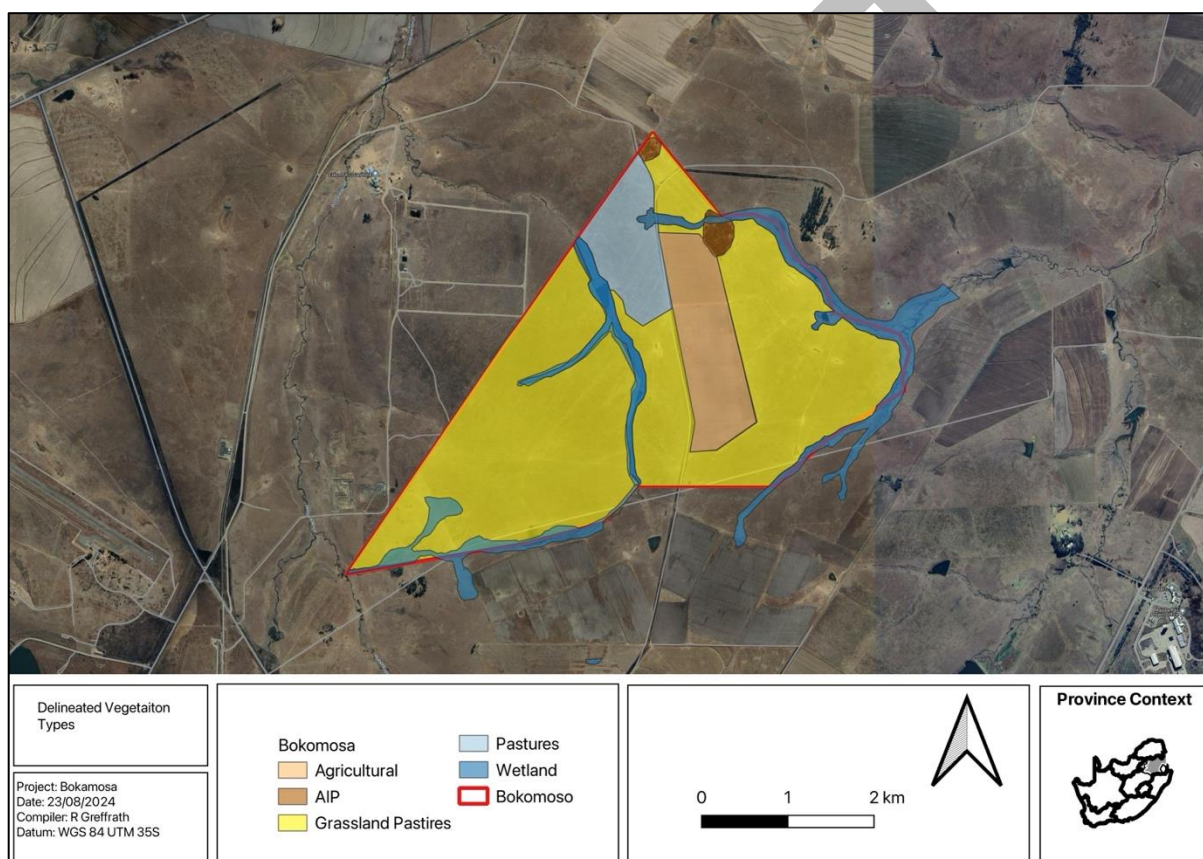 Delineated Vegetaiton
Types
Project: Bokamosa
Date: 23/08/2024
Compiler: R Greffrath
Datum: WGS 84 UTM 35S
Bokomosa
Agricultural
AIP
Grassland Pastires
Pastures
Wetland
Bokomoso
0 1 2 km
Province Context